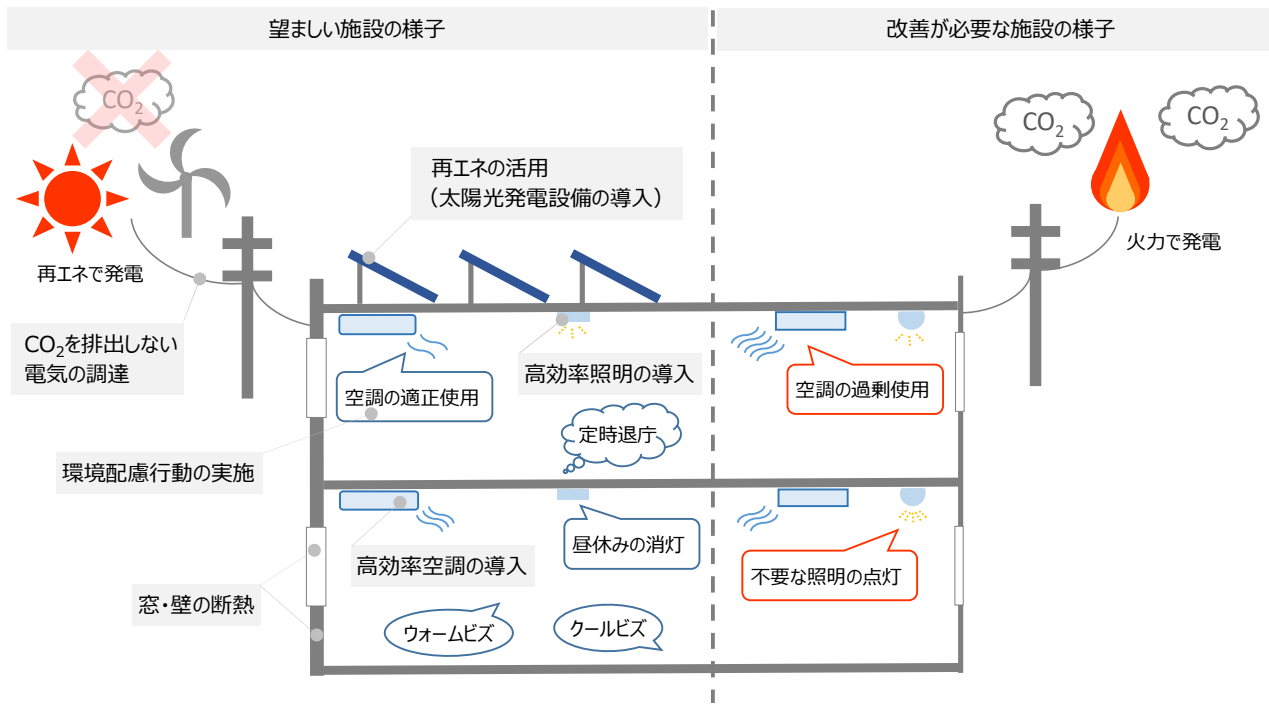 望ましい施設の様子
改善が必要な施設の様子
CO2
再エネで発電
CO2を排出しない
電気の調達
再エネの活用
（太陽光発電設備の導入）
空調の適正使用
高効率照明の導入
定時退庁
環境配慮行動の実施
高効率空調の導入
昼休みの消灯
窓・壁の断熱
ウォームビズ
クールビズ
CO2
CO2
火力で発電
空調の過剰使用
不要な照明の点灯